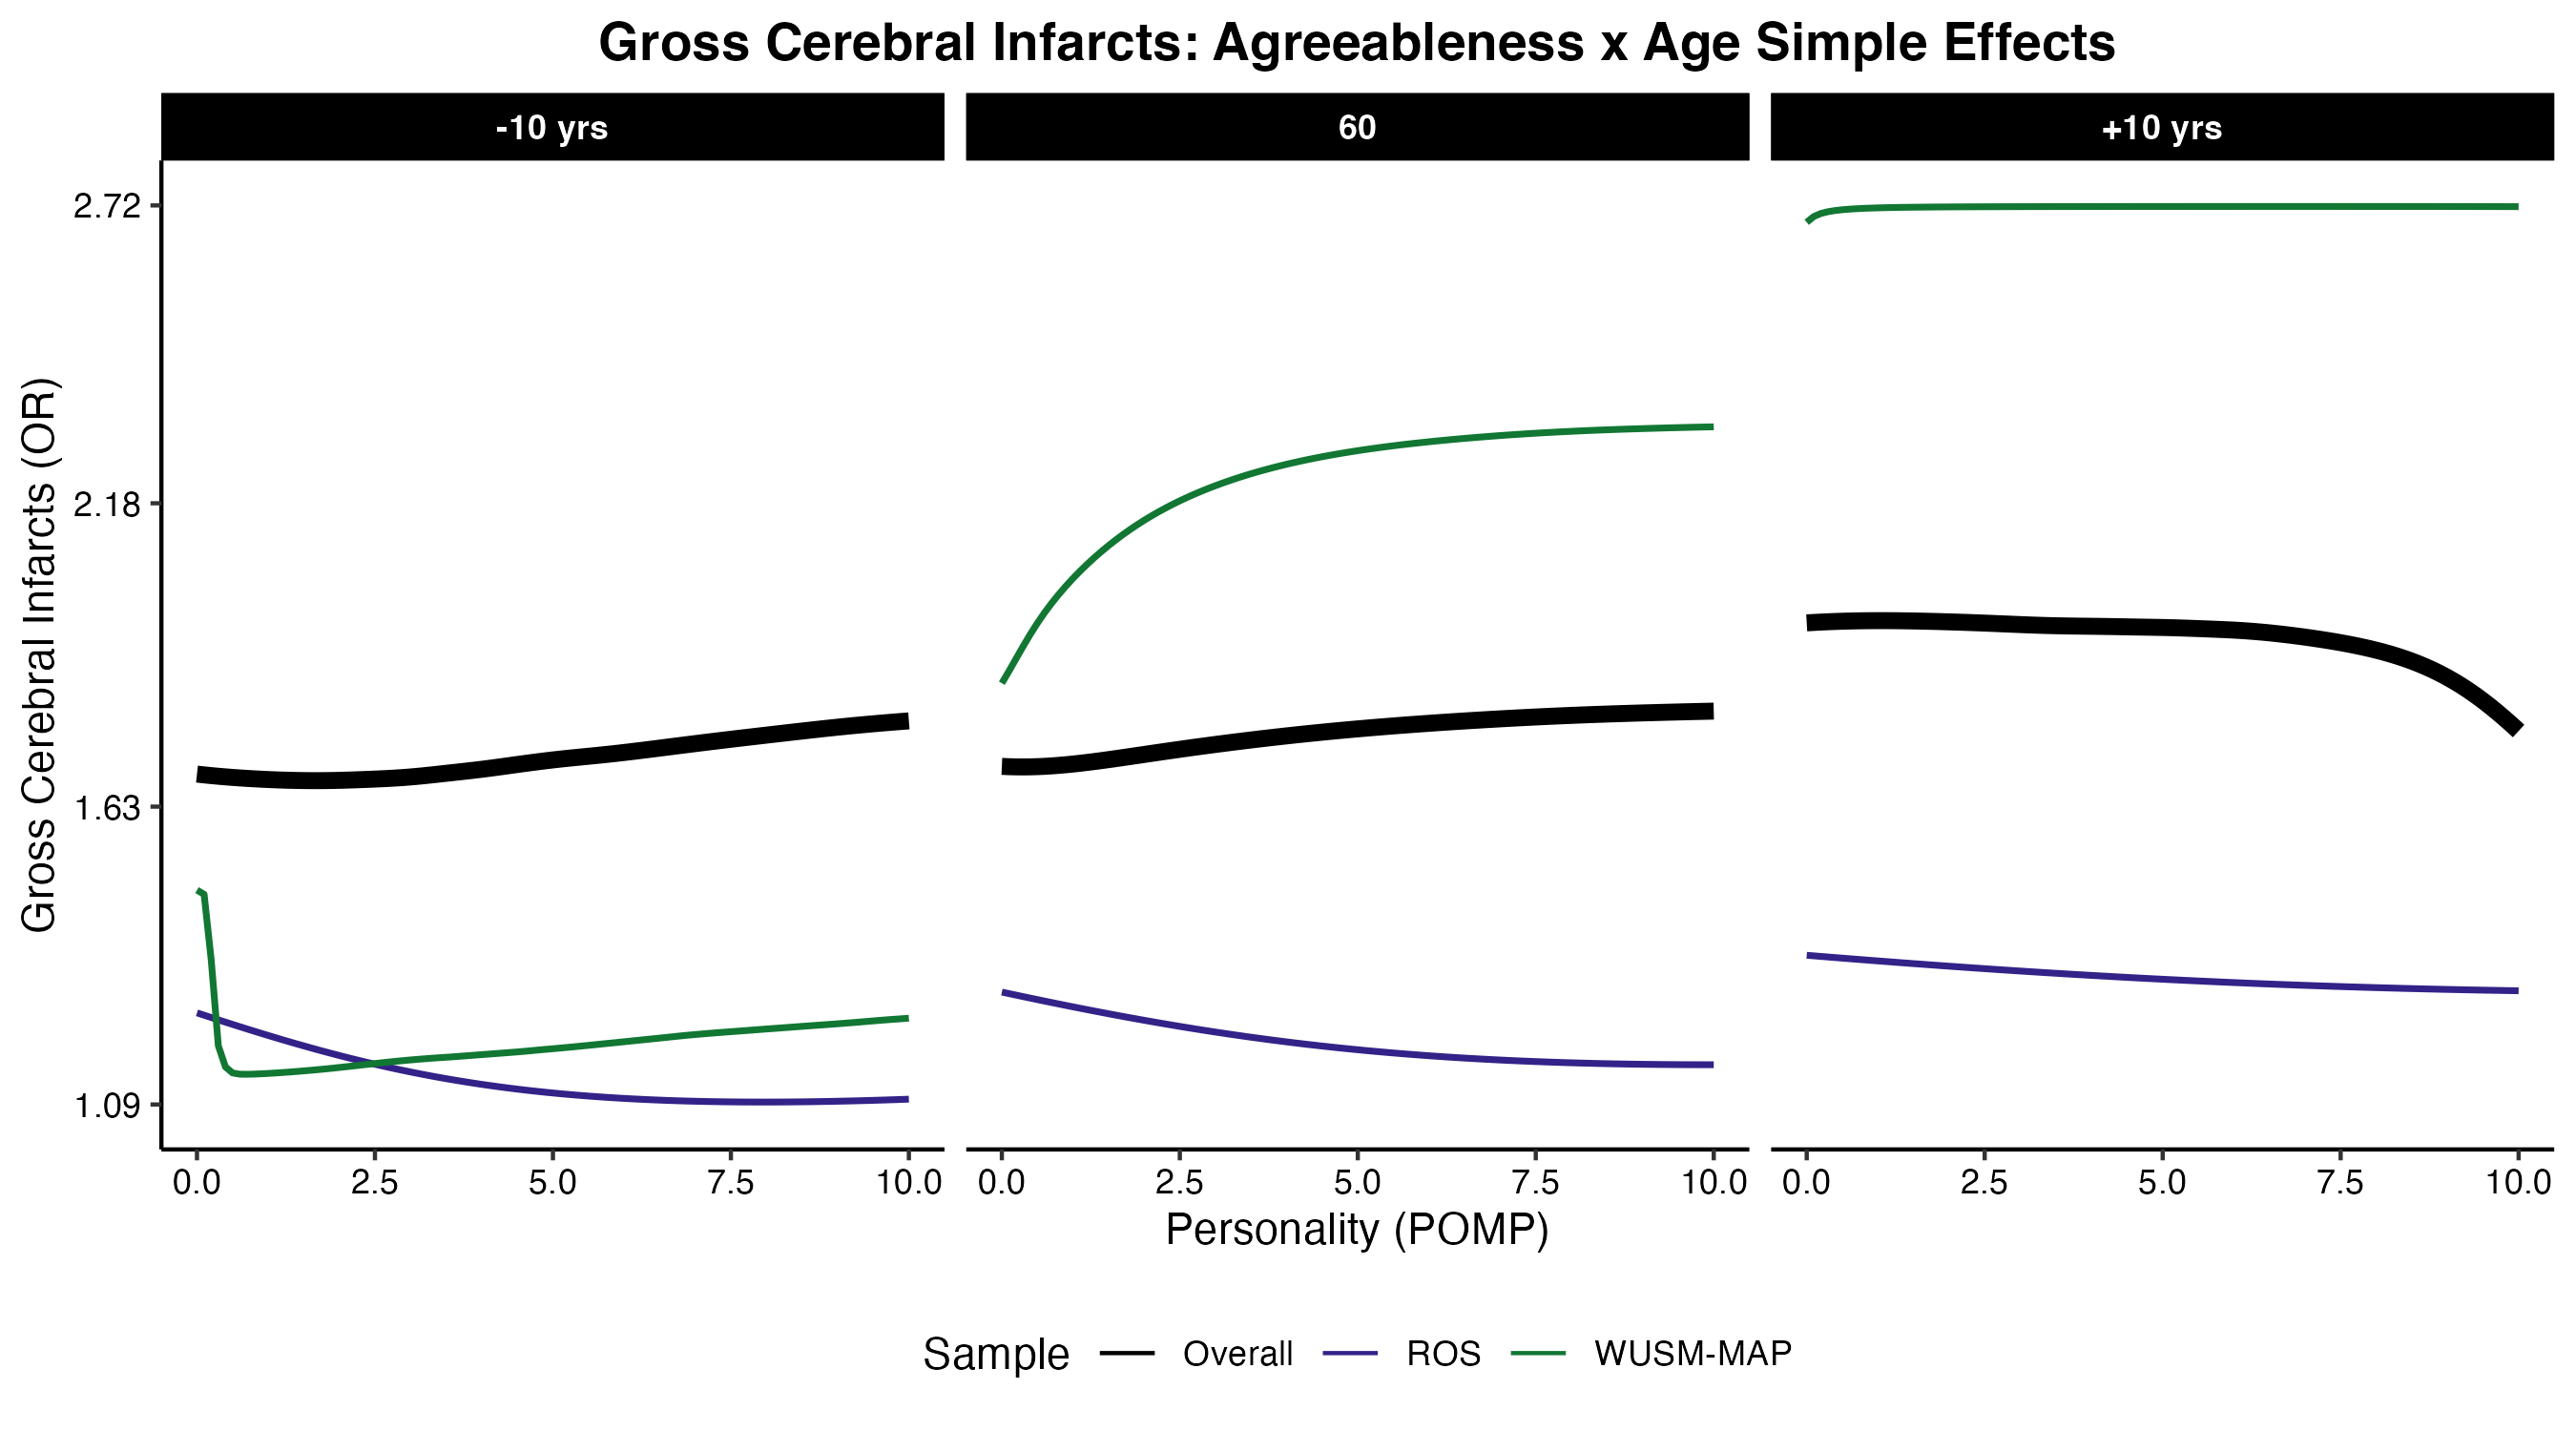 Gross Cerebral Infarcts: Agreeableness x Age Simple Effects
-10 yrs 60 +10 yrs
Gross Cerebral Infarcts (OR)
2.72
2.18
1.63
1.09
0.0 2.5 5.0 7.5 10.0 0.0 2.5 5.0 7.5 10.0 0.0 2.5 5.0 7.5 10.0
Personality (POMP)
Sample Overall ROS WUSM-MAP